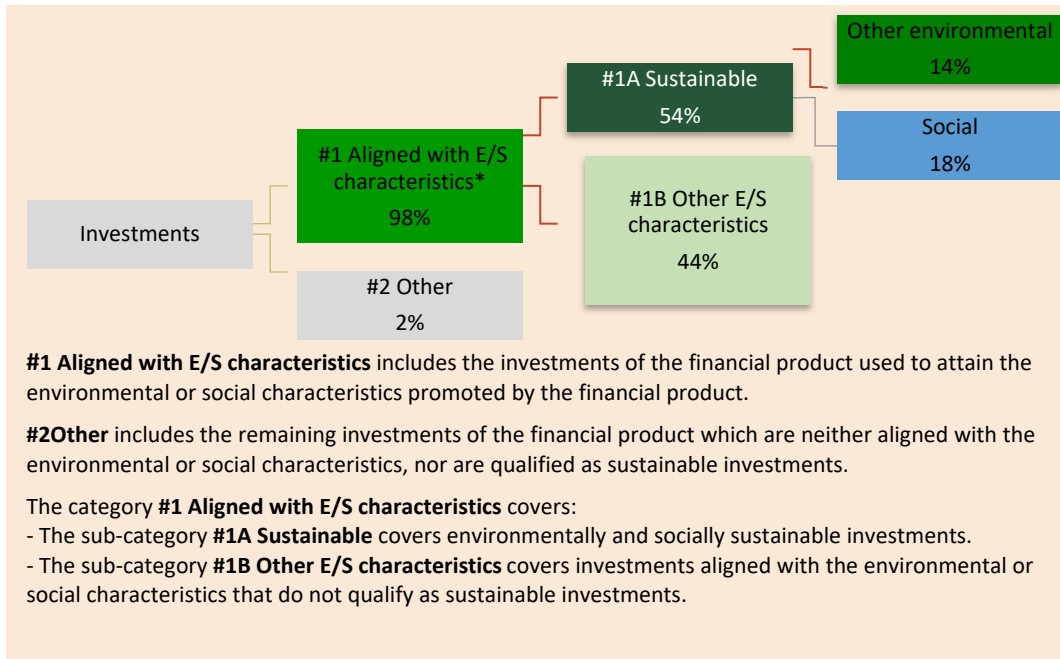 Other environmental
14%
#1A Sustainable
54%
Social
18%
#1 Aligned with E/S
characteristics*
98%
#1B Other E/S
characteristics
44%
Investments
#2 Other
2%
#1 Aligned with E/S characteristics includes the investments of the financial product used to attain the
environmental or social characteristics promoted by the financial product.
#2Other includes the remaining investments of the financial product which are neither aligned with the
environmental or social characteristics, nor are qualified as sustainable investments.
The category #1 Aligned with E/S characteristics covers:
- The sub-category #1A Sustainable covers environmentally and socially sustainable investments.
- The sub-category #1B Other E/S characteristics covers investments aligned with the environmental or
social characteristics that do not qualify as sustainable investments.